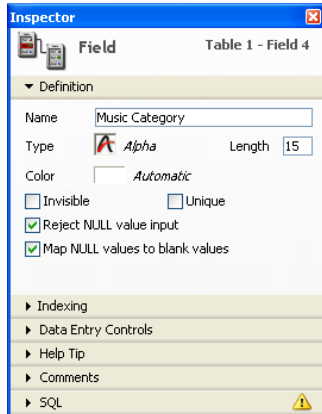 Inspector
Field Table 1 - Field 4
Definition
Name Music Category
Type Alpha Length 15
Color Automatic
Invisible Unique
Reject NULL value input
Map NULL values to blank values
Indexing
Data Entry Controls
Help Tip
Comments
SQL